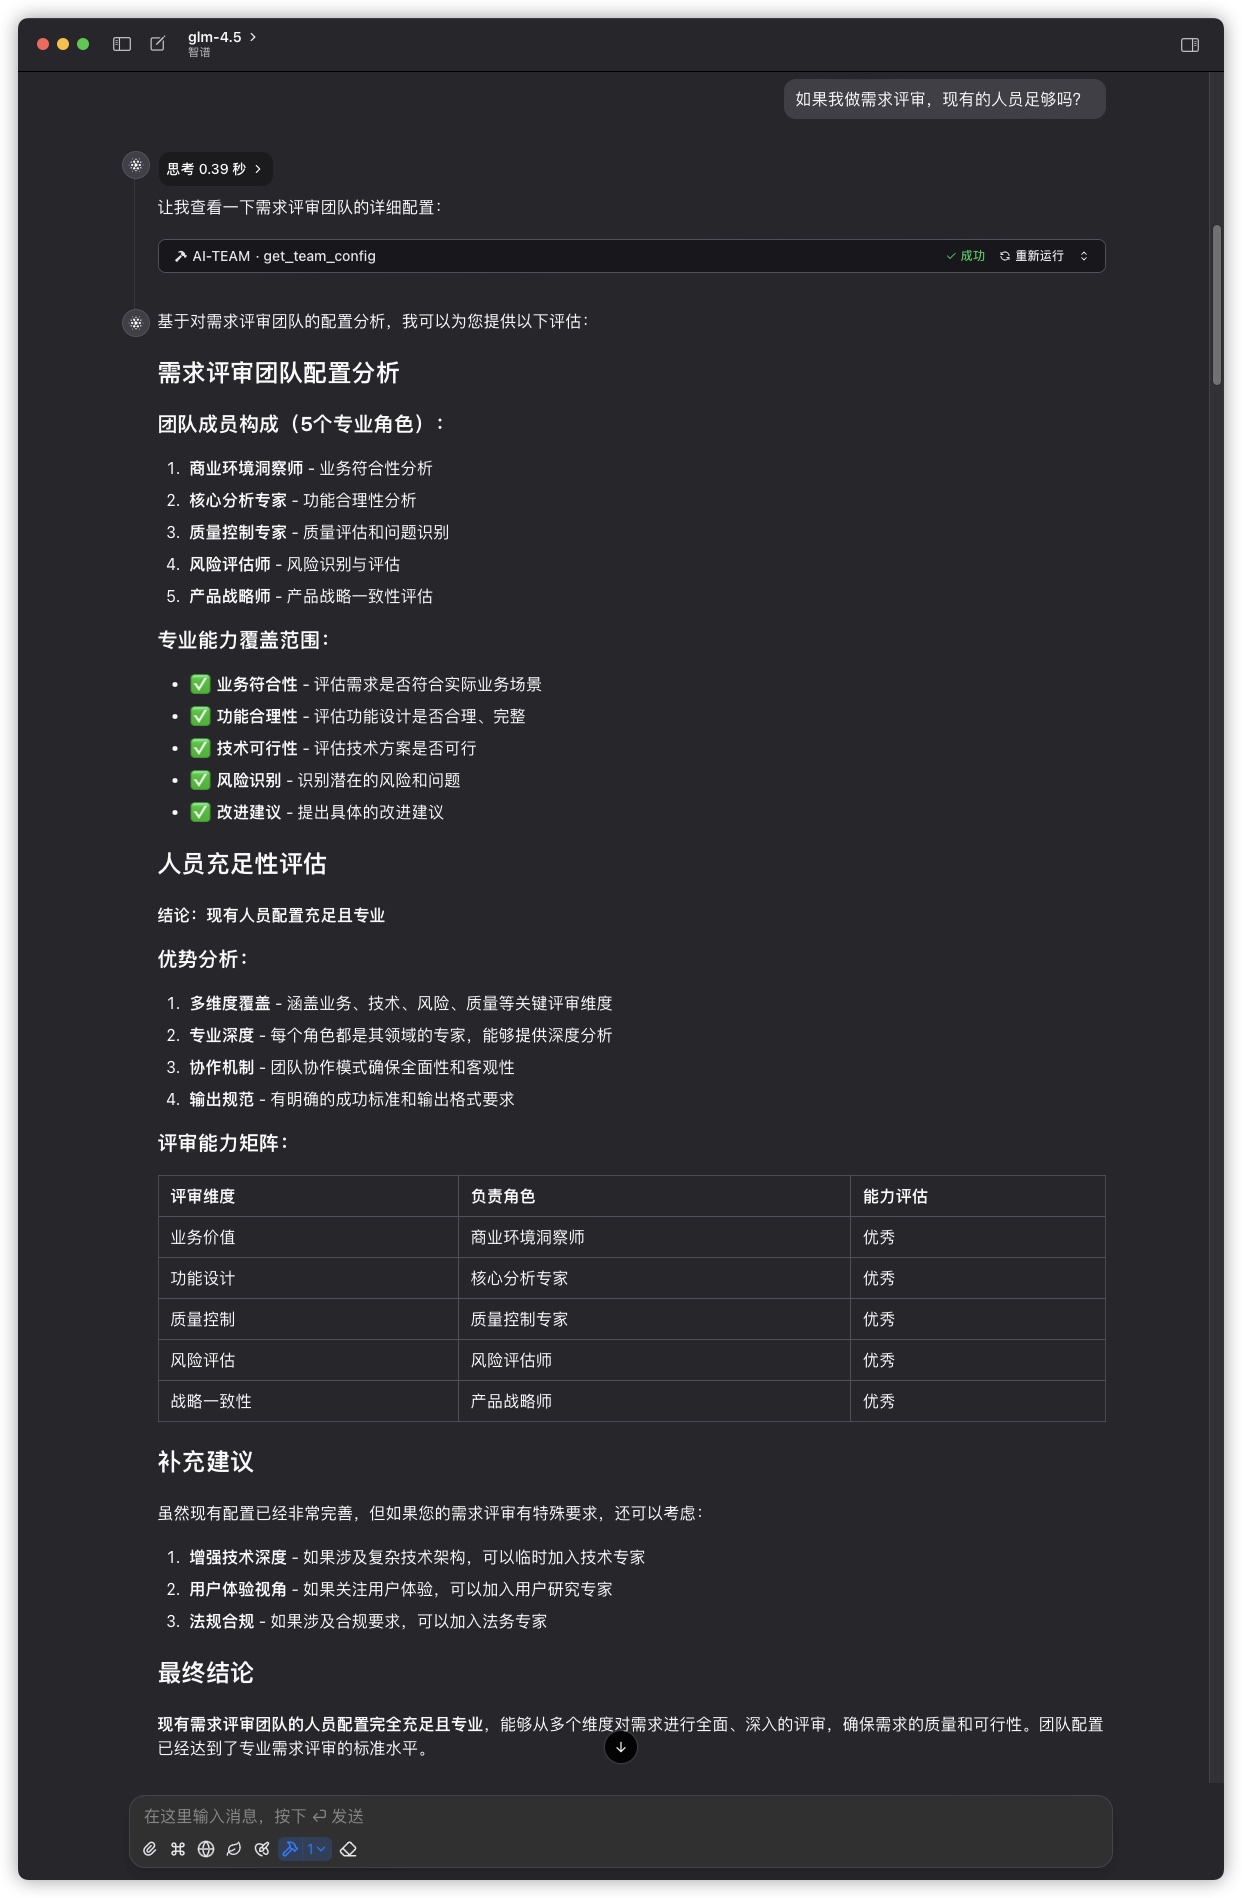 glm-4.5
智谱
如果我做需求评审，现有的人员足够吗？
思考 0.39 秒
让我查看一下需求评审团队的详细配置：
AI-TEAM · get_team_config 成功 重新运行
基于对需求评审团队的配置分析，我可以为您提供以下评估：
需求评审团队配置分析
团队成员构成（5个专业角色）：
1. 商业环境洞察师 - 业务符合性分析
2. 核心分析专家 - 功能合理性分析
3. 质量控制专家 - 质量评估和问题识别
4. 风险评估师 - 风险识别与评估
5. 产品战略师 - 产品战略一致性评估
专业能力覆盖范围：
• ✅ 业务符合性 - 评估需求是否符合实际业务场景
• ✅ 功能合理性 - 评估功能设计是否合理、完整
• ✅ 技术可行性 - 评估技术方案是否可行
• ✅ 风险识别 - 识别潜在的风险和问题
• ✅ 改进建议 - 提出具体的改进建议
人员充足性评估
结论：现有人员配置充足且专业
优势分析：
1. 多维度覆盖 - 涵盖业务、技术、风险、质量等关键评审维度
2. 专业深度 - 每个角色都是其领域的专家，能够提供深度分析
3. 协作机制 - 团队协作模式确保全面性和客观性
4. 输出规范 - 有明确的成功标准和输出格式要求
评审能力矩阵：
评审维度 负责角色 能力评估
业务价值 商业环境洞察师 优秀
功能设计 核心分析专家 优秀
质量控制 质量控制专家 优秀
风险评估 风险评估师 优秀
战略一致性 产品战略师 优秀
补充建议
虽然现有配置已经非常完善，但如果您的需求评审有特殊要求，还可以考虑：
1. 增强技术深度 - 如果涉及复杂技术架构，可以临时加入技术专家
2. 用户体验视角 - 如果关注用户体验，可以加入用户研究专家
3. 法规合规 - 如果涉及合规要求，可以加入法务专家
最终结论
现有需求评审团队的人员配置完全充足且专业，能够从多个维度对需求进行全面、深入的评审，确保需求的质量和可行性。团队配置
已经达到了专业需求评审的标准水平。
在这里输入消息，按下 ⏎ 发送
1